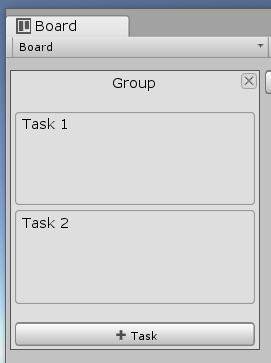 Board
Board
Group
Task 1
Task 2
+ Task